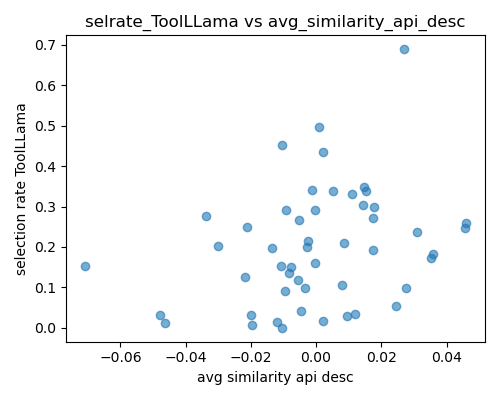 selrate_ToolLLama vs avg_similarity_api_desc
selection rate ToolLLama
0.7
0.6
0.5
0.4
0.3
0.2
0.1
0.0
−0.06 −0.04 −0.02 0.00 0.02 0.04
avg similarity api desc